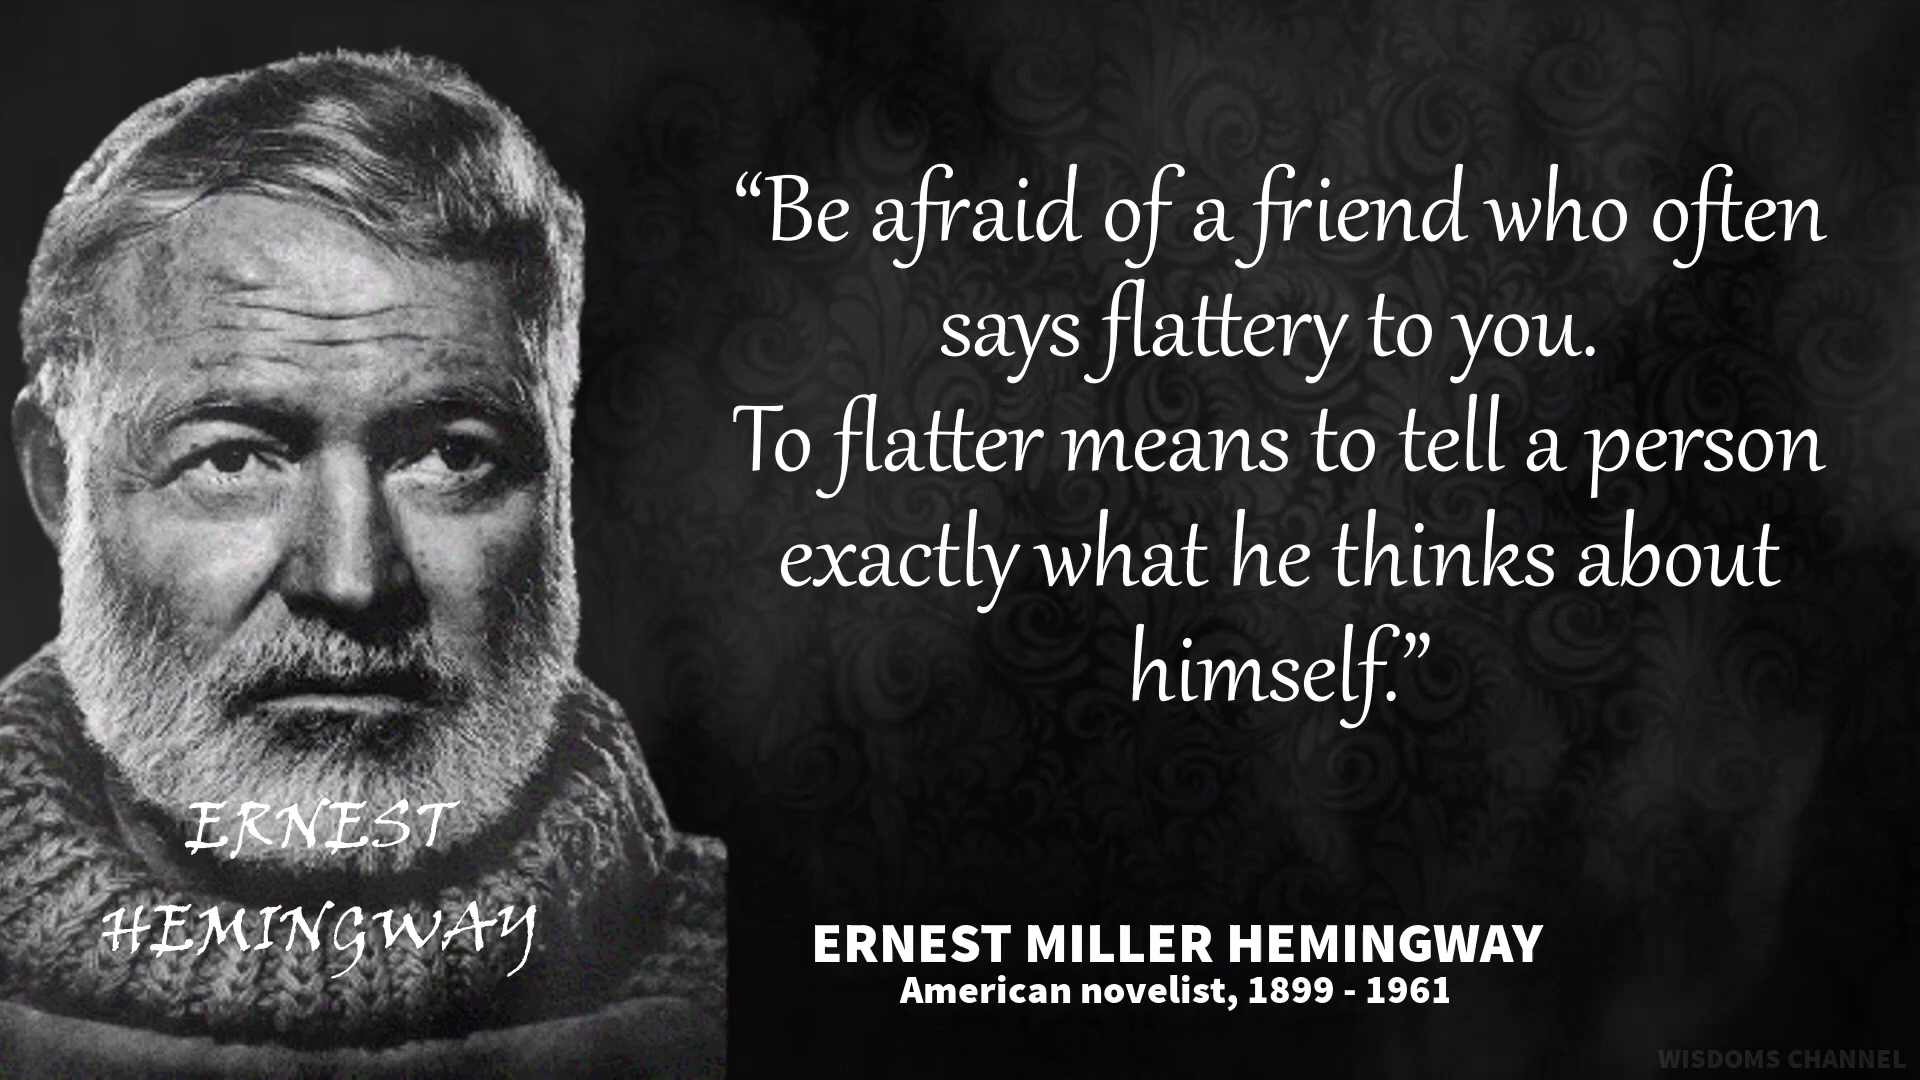 “Be afraid of a friend who often
says flattery to you.
To flatter means to tell a person
exactly what he thinks about
himself.”
ERNEST
HEMINGWAY
ERNEST MILLER HEMINGWAY
American novelist, 1899 - 1961
WISDOMS CHANNEL